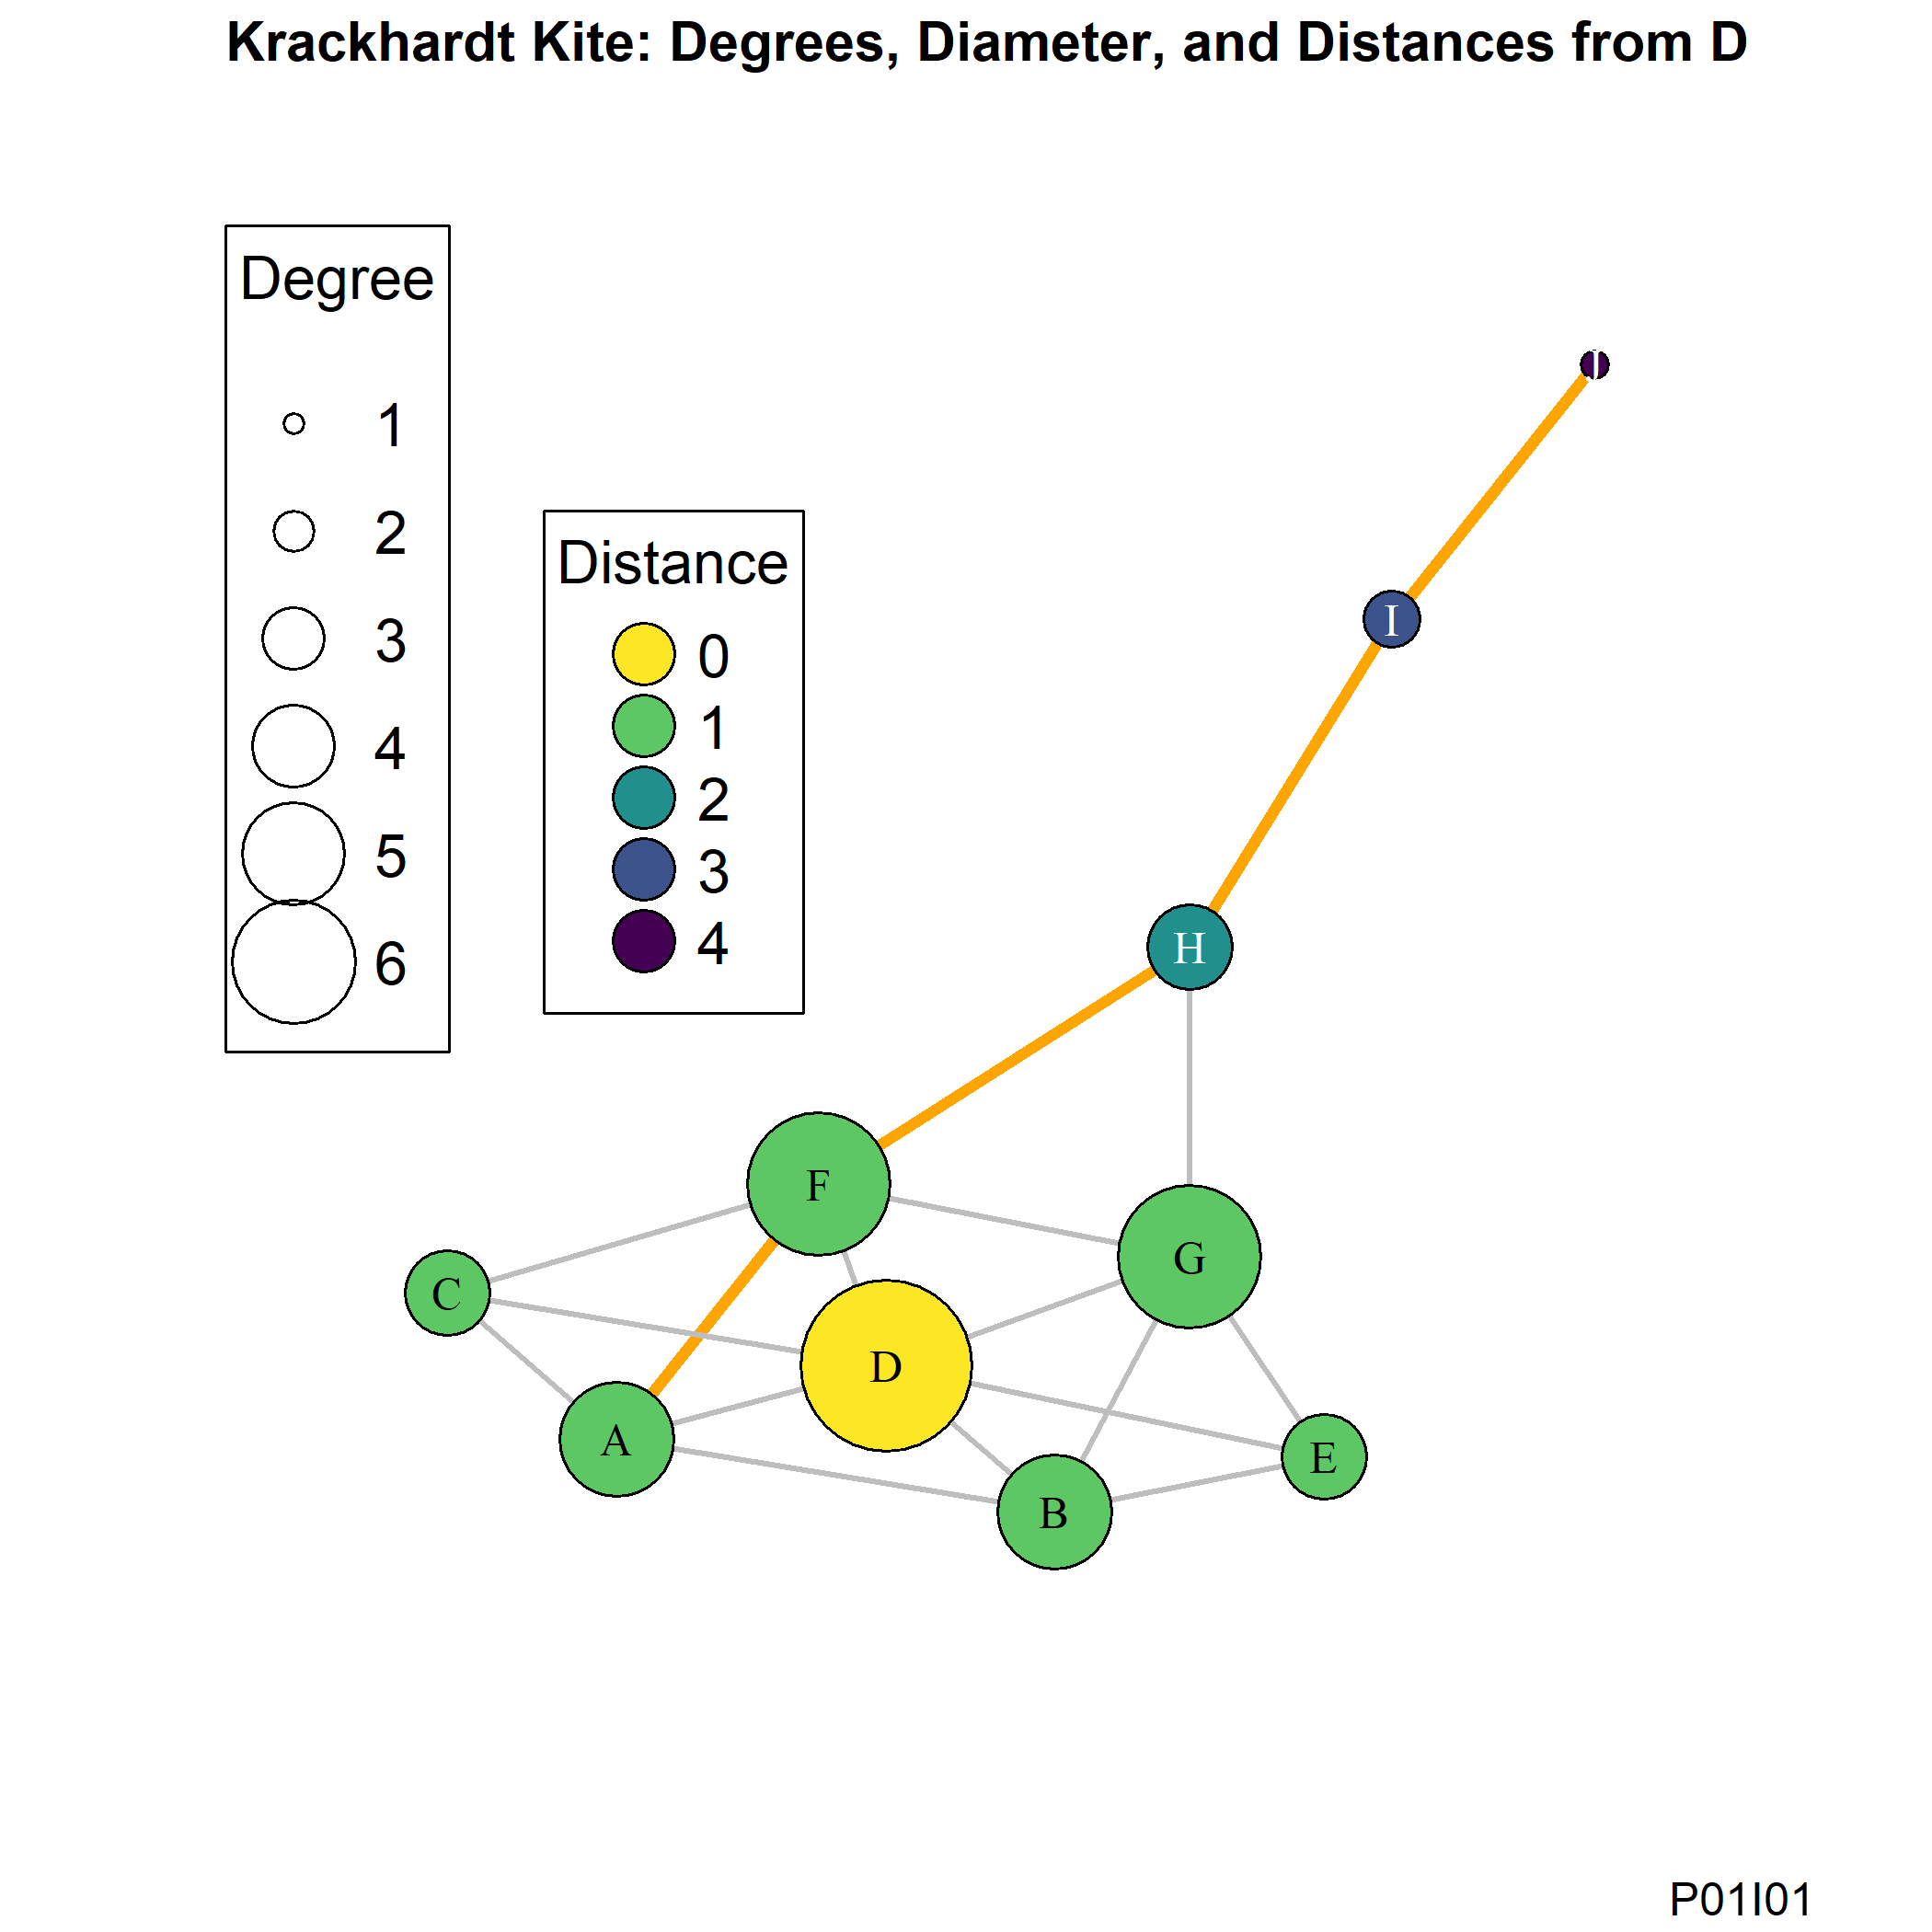 Krackhardt Kite: Degrees, Diameter, and Distances from D
Degree
1
2
3
4
5
6
Distance
0
1
2
3
4
J
I
H
F
G
C
D
A
E
B
P01I01